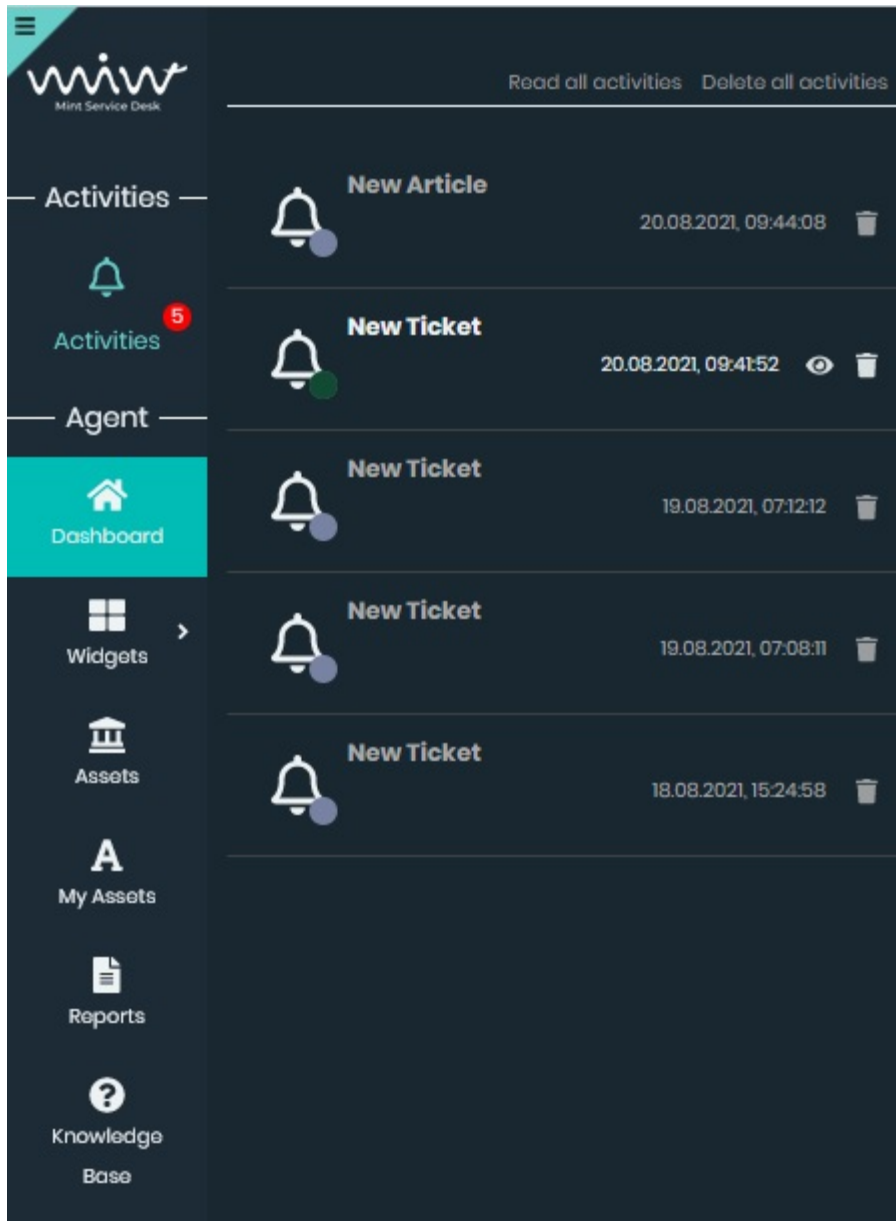 Mint Service Desk
Read all activities Delete all activities
Activities
Activities
5
Agent
Dashboard
Widgets
Assets
My Assets
Reports
Knowledge
Base
New Article
20.08.2021, 09:44:08
New Ticket
20.08.2021, 09:41:52
New Ticket
19.08.2021, 07:12:12
New Ticket
19.08.2021, 07:08:11
New Ticket
18.08.2021, 15:24:58